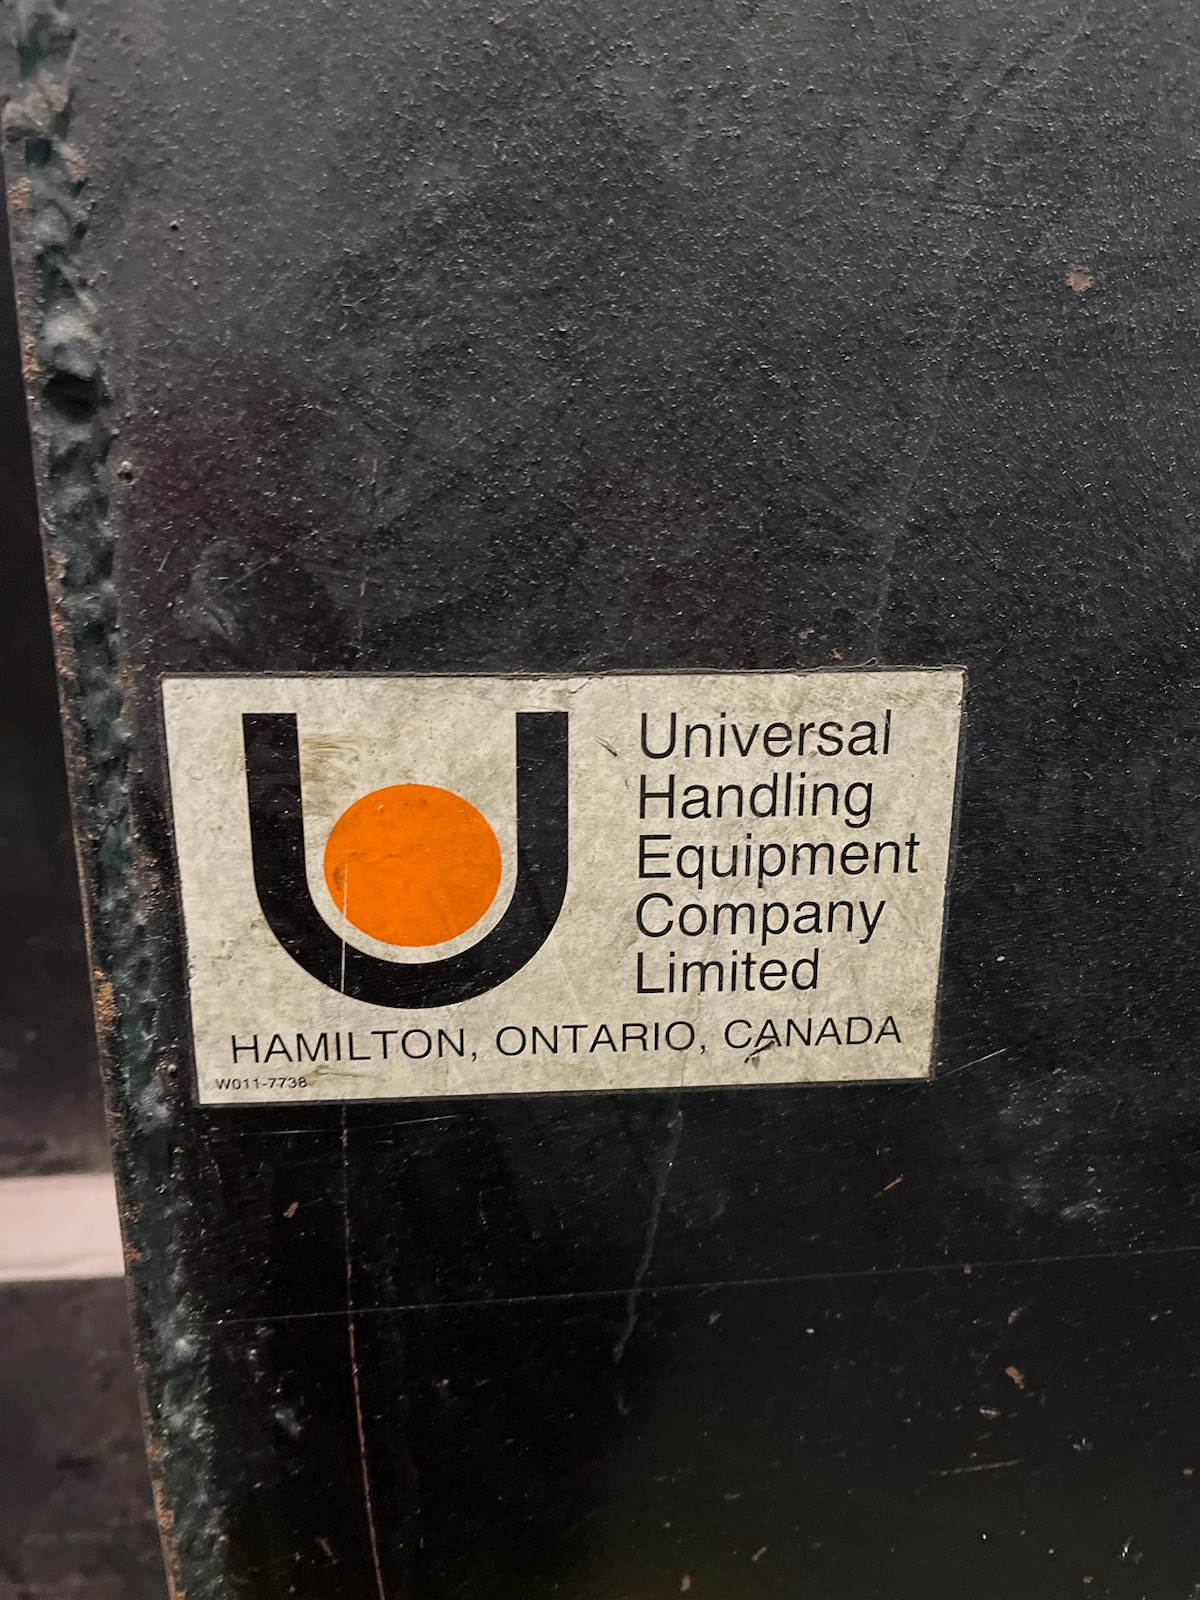 Universal
Handling
Equipment
Company
Limited
HAMILTON, ONTARIO, CANADA
W011-7738